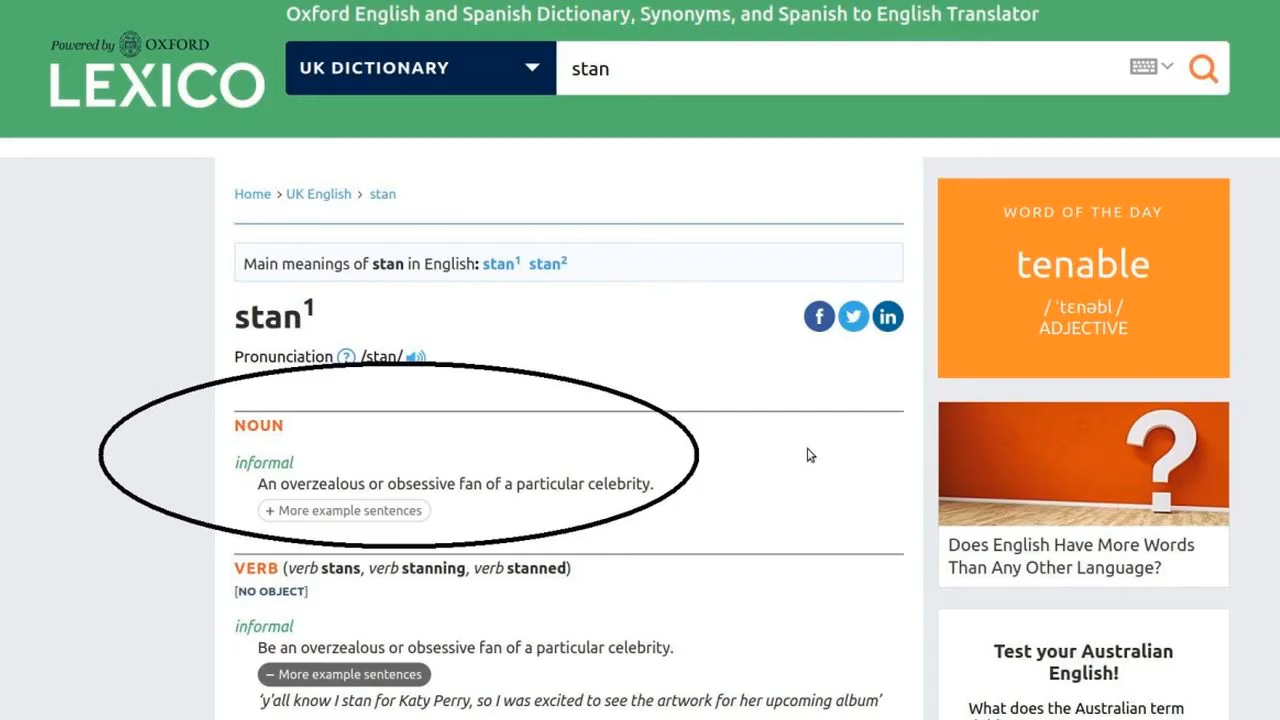 Oxford English and Spanish Dictionary, Synonyms, and Spanish to English Translator
Powered by OXFORD
LEXICO
UK DICTIONARY
stan
Home > UK English > stan
Main meanings of stan in English: stan¹ stan²
stan¹
Pronunciation ? /stan/
NOUN
informal
An overzealous or obsessive fan of a particular celebrity.
+ More example sentences
VERB (verb stans, verb stanning, verb stanned)
[NO OBJECT]
informal
Be an overzealous or obsessive fan of a particular celebrity.
− More example sentences
‘y'all know I stan for Katy Perry, so I was excited to see the artwork for her upcoming album’
f
in
WORD OF THE DAY
tenable
/ ˈtɛnəbl /
ADJECTIVE
?
Does English Have More Words
Than Any Other Language?
Test your Australian
English!
What does the Australian term